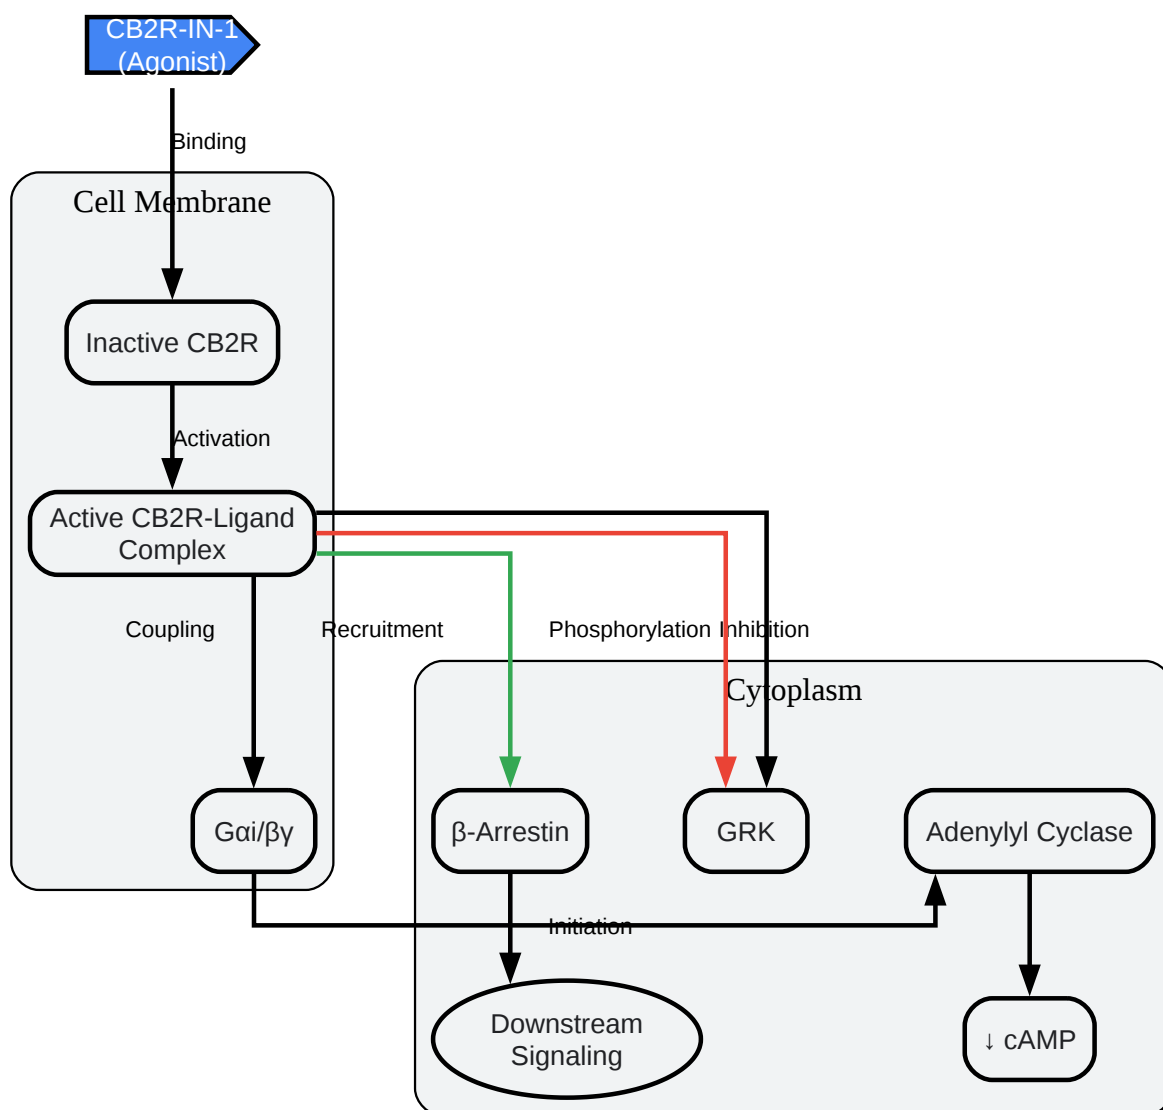 CB2R-IN-1
(Agonist)
Binding
Cell Membrane
Inactive CB2R
Activation
Active CB2R-Ligand
Complex
Coupling
Recruitment
Phosphorylation
Inhibition
Cytoplasm
Gαi/βγ
β-Arrestin
GRK
Adenylyl Cyclase
Initiation
Downstream
Signaling
↓ cAMP